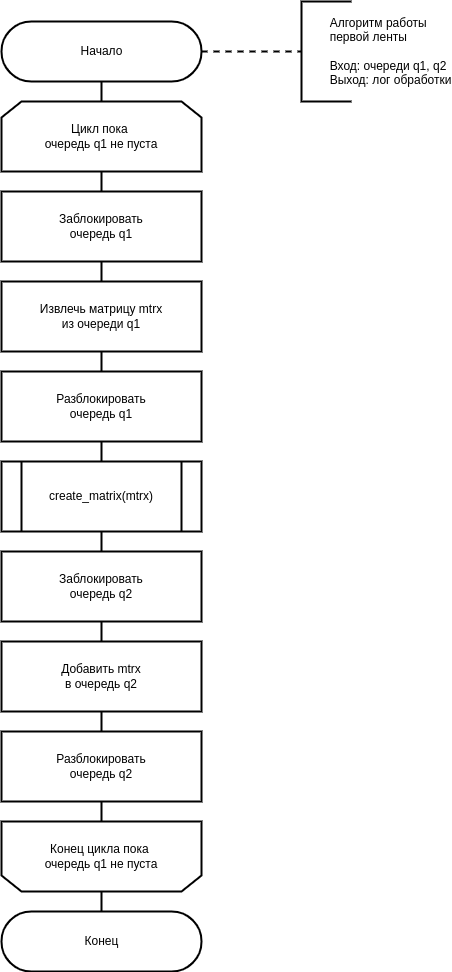 Начало
Алгоритм работы
первой ленты
Вход: очереди q1, q2
Выход: лог обработки
Цикл пока
очередь q1 не пуста
Заблокировать
очередь q1
Извлечь матрицу mtrx
из очереди q1
Разблокировать
очередь q1
create_matrix(mtrx)
Заблокировать
очередь q2
Добавить mtrx
в очередь q2
Разблокировать
очередь q2
Конец цикла пока
очередь q1 не пуста
Конец